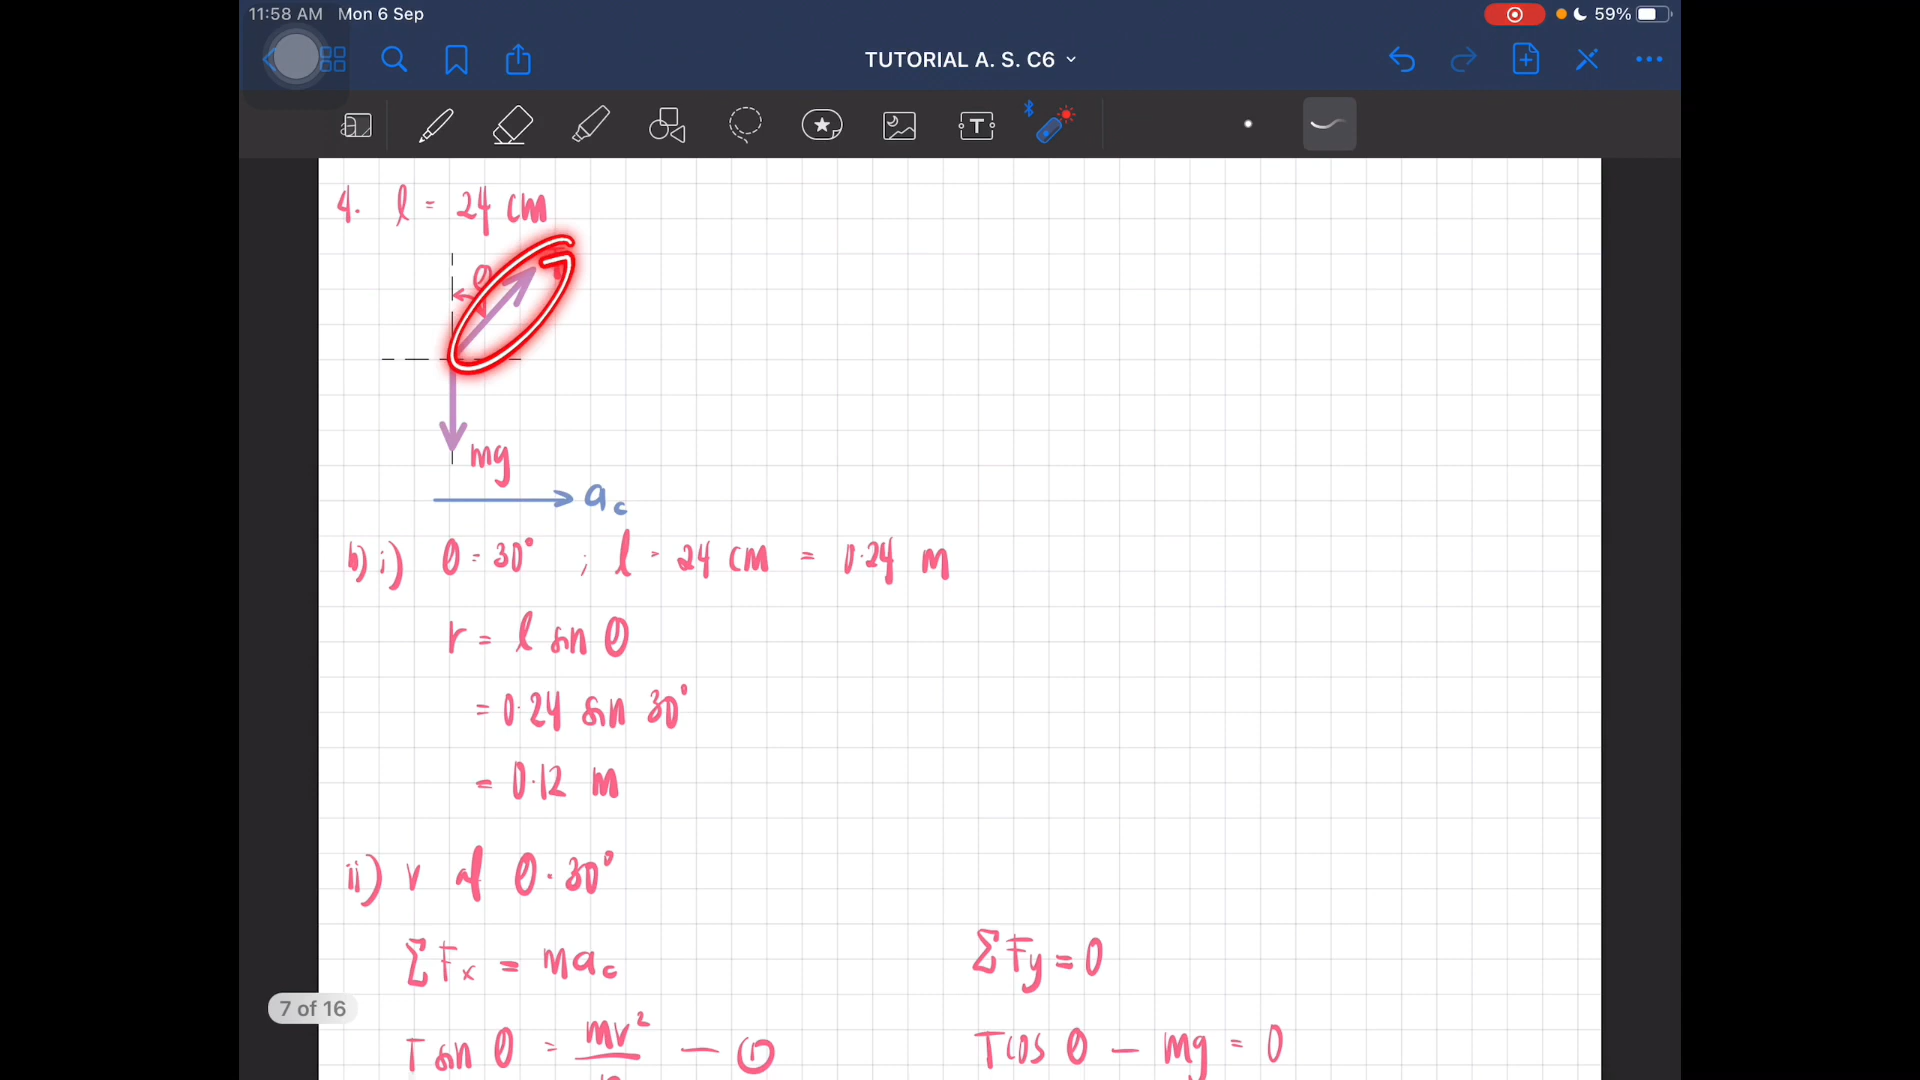 11:58 AM Mon 6 Sep
59%
TUTORIAL A. S. C6
4. l = 24 cm
θ
mg
a c
b) i) θ = 30° ; l = 24 cm = 0.24 m
r = l sin θ
= 0.24 sin 30°
= 0.12 m
ii) v at θ = 30°
ΣFx = mac
ΣFy = 0
7 of 16
T sin θ = mv² — ①
T cos θ - mg = 0